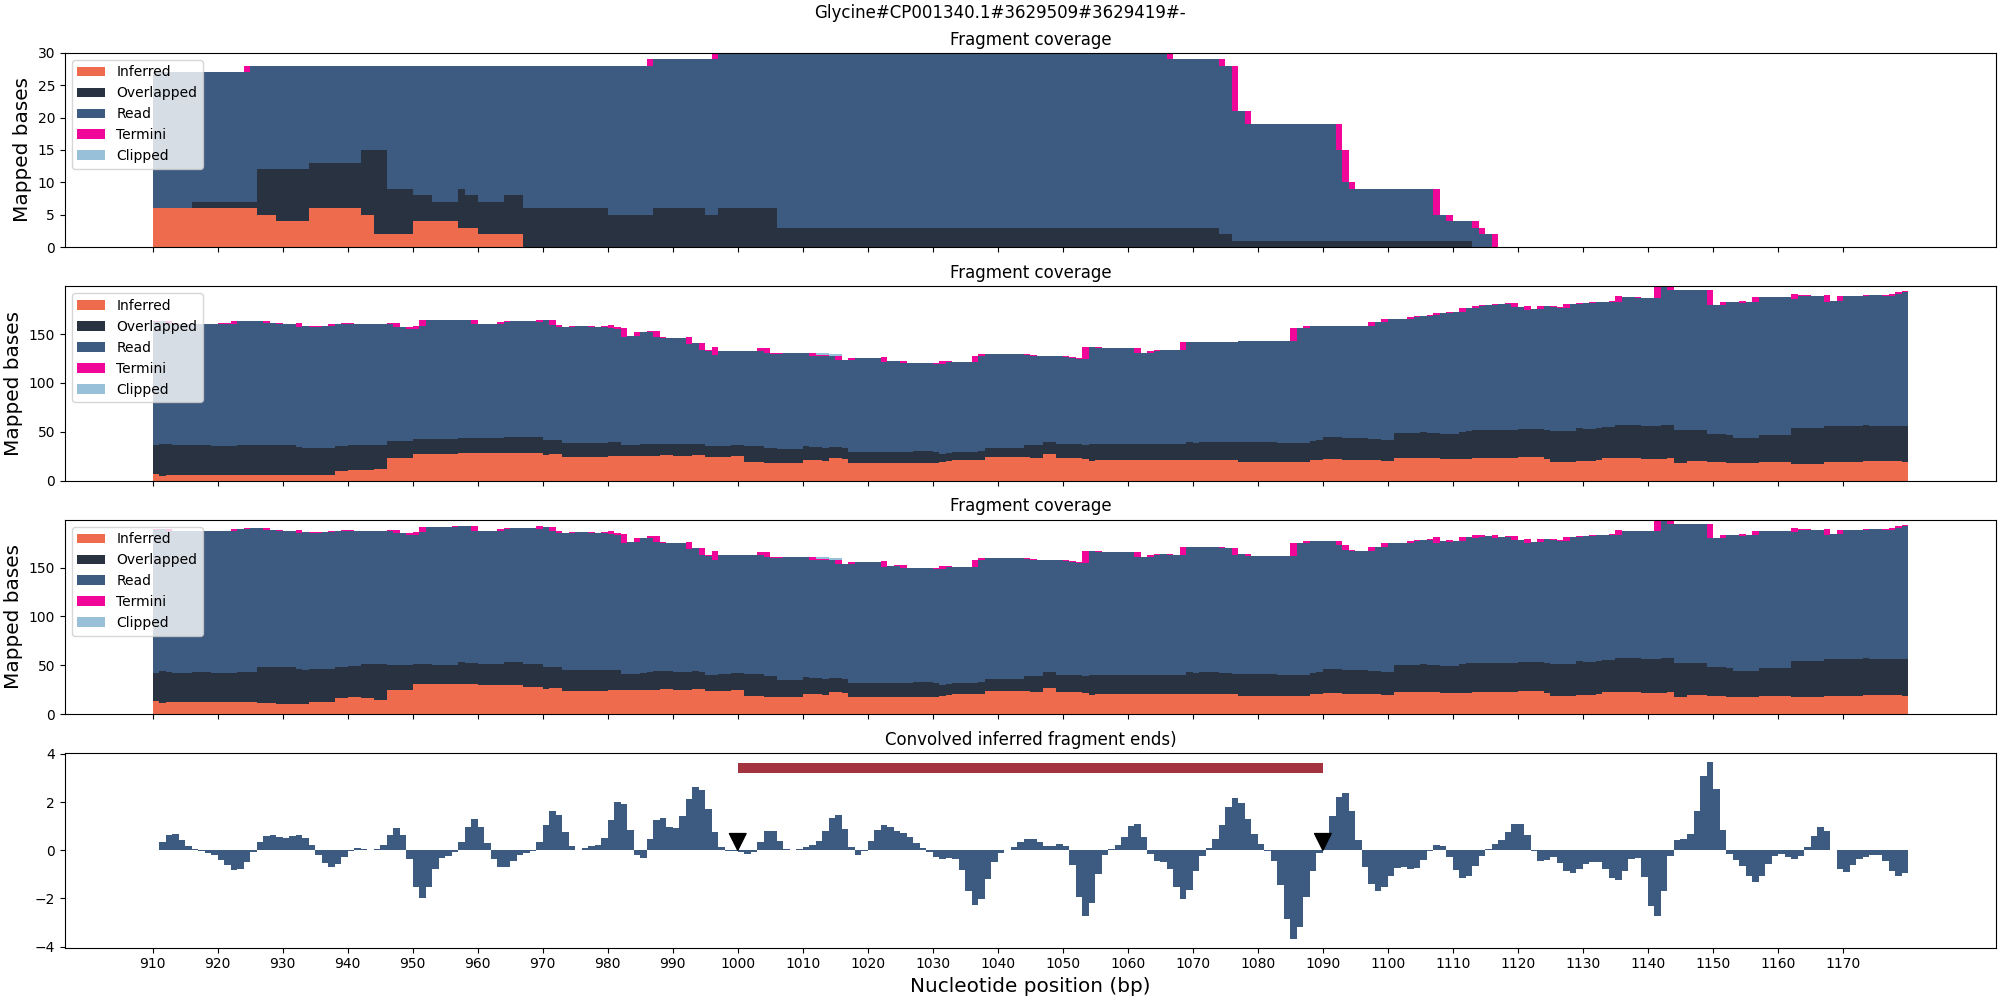 Glycine#CP001340.1#3629509#3629419#-
Fragment coverage
Mapped bases
30
25
20
15
10
5
0
Inferred
Overlapped
Read
Termini
Clipped
Fragment coverage
Mapped bases
150
100
50
0
Inferred
Overlapped
Read
Termini
Clipped
Fragment coverage
Mapped bases
150
100
50
0
Inferred
Overlapped
Read
Termini
Clipped
Convolved inferred fragment ends)
4
2
0
−2
−4
910 920 930 940 950 960 970 980 990 1000 1010 1020 1030 1040 1050 1060 1070 1080 1090 1100 1110 1120 1130 1140 1150 1160 1170
Nucleotide position (bp)